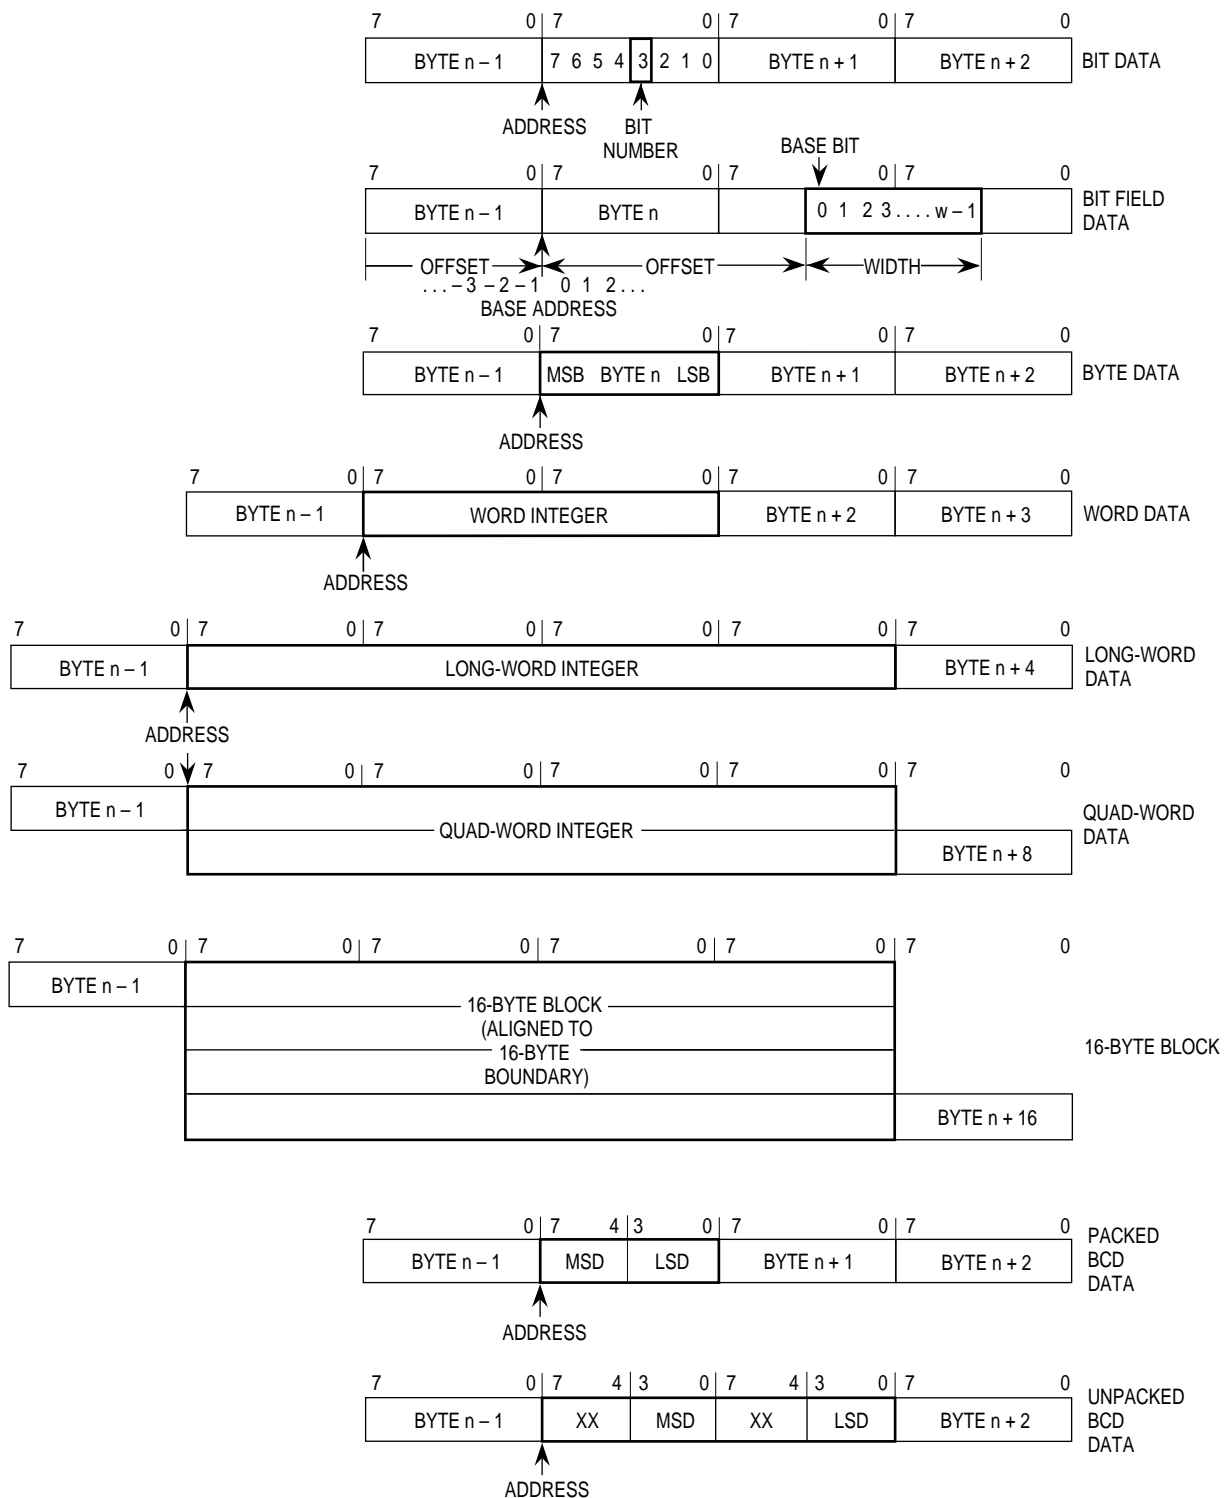 7 0 7 0 7 0 7 0
BYTE n – 1 7 6 5 4 3 2 1 0 BYTE n + 1 BYTE n + 2 BIT DATA
ADDRESS BIT NUMBER
BASE BIT
7 0 7 0 7 0 7 0
BYTE n – 1 BYTE n 0 1 2 3 . . . . w – 1 BIT FIELD DATA
OFFSET OFFSET WIDTH
. . . – 3 – 2 – 1 0 1 2 . . .
BASE ADDRESS
7 0 7 0 7 0 7 0
BYTE n – 1 MSB BYTE n LSB BYTE n + 1 BYTE n + 2 BYTE DATA
ADDRESS
7 0 7 0 7 0 7 0 7 0
BYTE n – 1 WORD INTEGER BYTE n + 2 BYTE n + 3 WORD DATA
ADDRESS
7 0 7 0 7 0 7 0 7 0 7 0
BYTE n – 1 LONG-WORD INTEGER BYTE n + 4 LONG-WORD DATA
ADDRESS
7 0 7 0 7 0 7 0 7 0 7 0
BYTE n – 1
QUAD-WORD INTEGER QUAD-WORD DATA
BYTE n + 8
7 0 7 0 7 0 7 0 7 0 7 0
BYTE n – 1
16-BYTE BLOCK
(ALIGNED TO
16-BYTE 16-BYTE BLOCK
BOUNDARY)
BYTE n + 16
7 0 7 4 3 0 7 0 7 0
BYTE n – 1 MSD LSD BYTE n + 1 BYTE n + 2 PACKED BCD DATA
ADDRESS
7 0 7 4 3 0 7 4 3 0 7 0
BYTE n – 1 XX MSD XX LSD BYTE n + 2 UNPACKED BCD DATA
ADDRESS